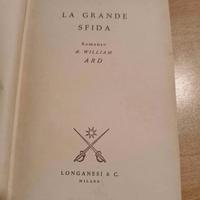 LA GRANDE
SFIDA
Romanzo
di WILLIAM
ARD
LONGANESI & C.
MILANO